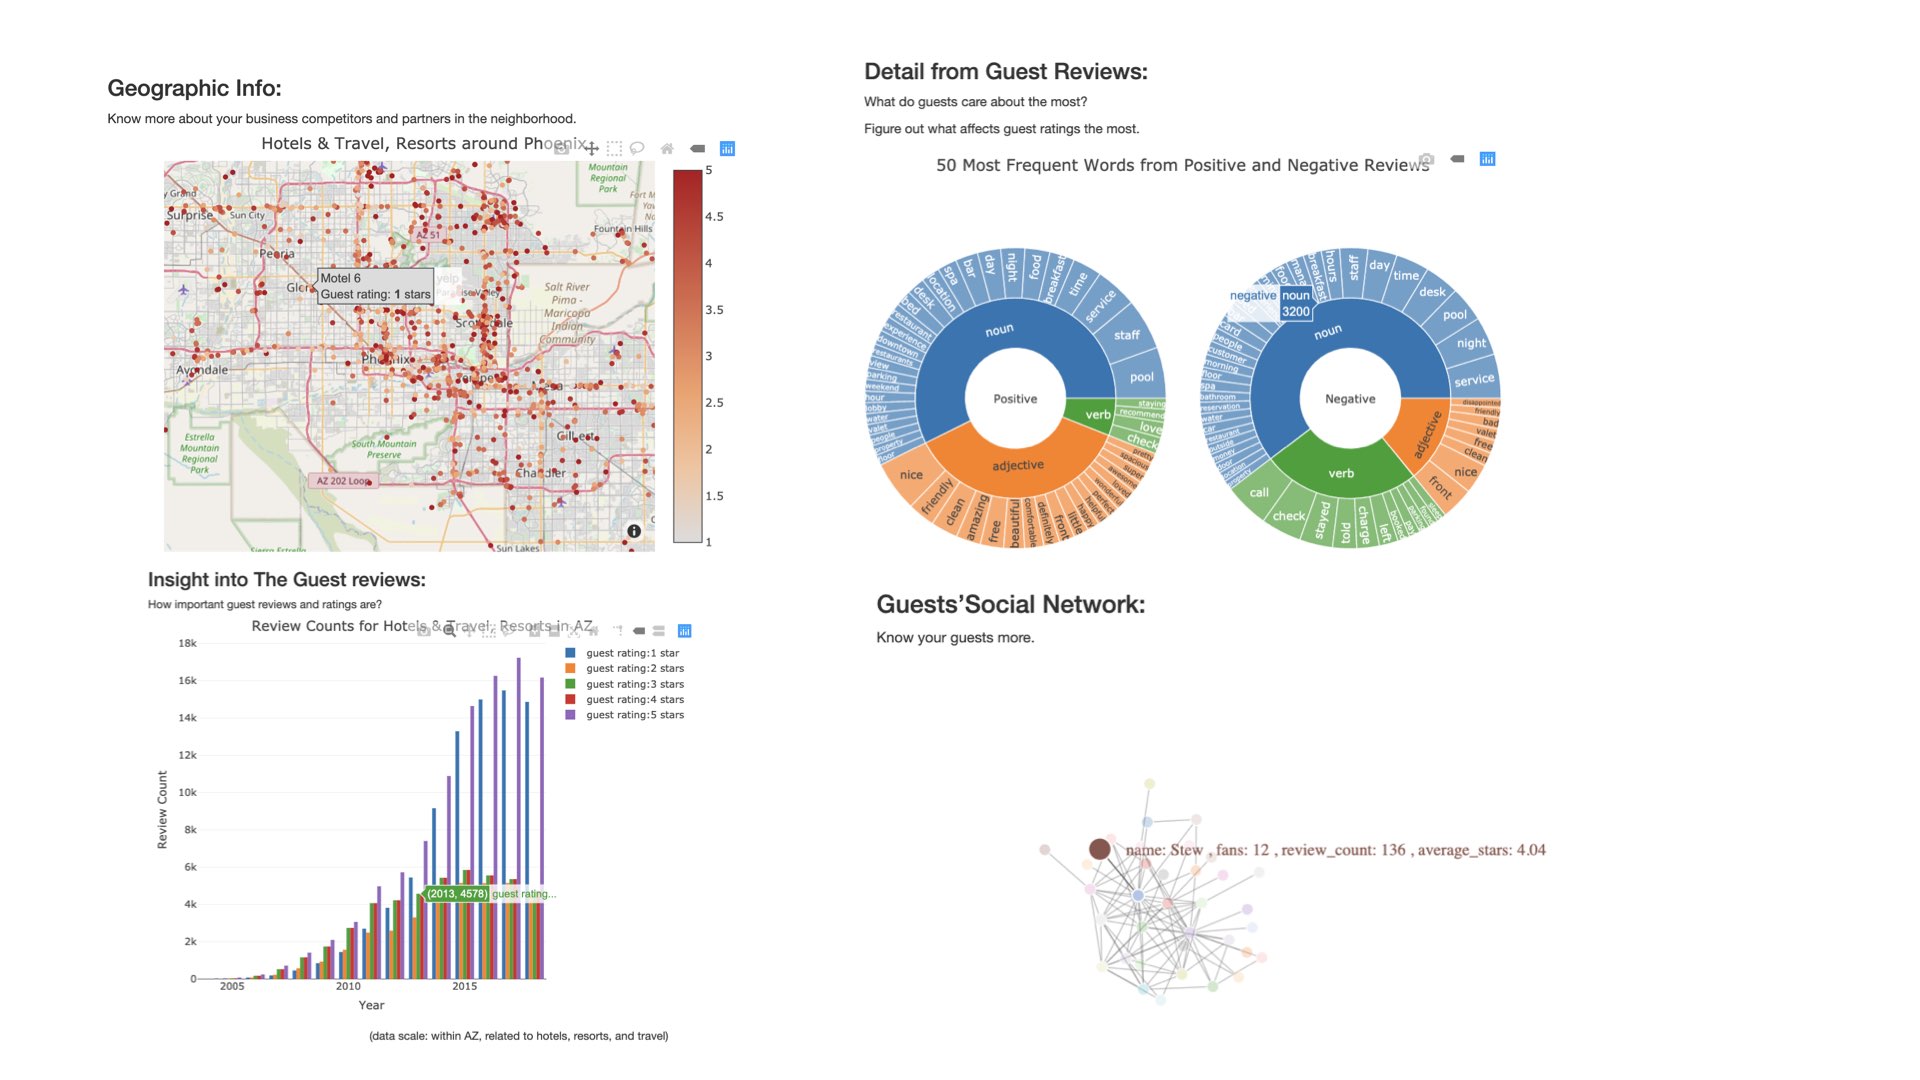 Geographic Info:
Know more about your business competitors and partners in the neighborhood.
Hotels & Travel, Resorts around Phoenix
Mountain
Regional
Park
Surprise
Sun City
Peoria
AZ 51
Fountain Hills
Motel 6
Guest rating: 1 stars
yelp
Salt River
Pima -
Maricopa
Indian
Community
Avondale
Estrella
Mountain
Regional
Park
South Mountain
Preserve
Chandler
AZ 202 Loop
Sun Lakes
5
4.5
4
3.5
3
2.5
2
1.5
1
Insight into The Guest reviews:
How important guest reviews and ratings are?
Review Counts for Hotels & Travel, Resorts in AZ
18k
16k
14k
12k
10k
8k
6k
4k
2k
0
Review Count
2005
2010
2015
Year
(2013, 4578)
guest rating...
guest rating:1 star
guest rating:2 stars
guest rating:3 stars
guest rating:4 stars
guest rating:5 stars
(data scale: within AZ, related to hotels, resorts, and travel)
Detail from Guest Reviews:
What do guests care about the most?
Figure out what affects guest ratings the most.
50 Most Frequent Words from Positive and Negative Reviews
Positive
noun
verb
adjective
pool
staff
service
time
breakfast
food
night
day
bar
spa
location
desk
bed
restaurant
experience
downtown
restaurants
view
parking
weekend
hour
lobby
water
valet
people
property
nice
friendly
clean
amazing
free
beautiful
comfortable
definitely
front
little
happy
helpful
perfect
wonderful
loved
awesome
super
spacious
pretty
check
love
recommend
staying
Negative
noun
verb
adjective
negative
noun
3200
service
night
pool
desk
time
day
staff
hours
breakfast
people
customer
morning
floor
spa
bathroom
reservation
water
car
restaurant
outside
money
door
location
property
call
check
stayed
told
charge
left
front
nice
clean
free
valet
bad
friendly
disappointed
Guests'Social Network:
Know your guests more.
name: Stew , fans: 12 , review_count: 136 , average_stars: 4.04